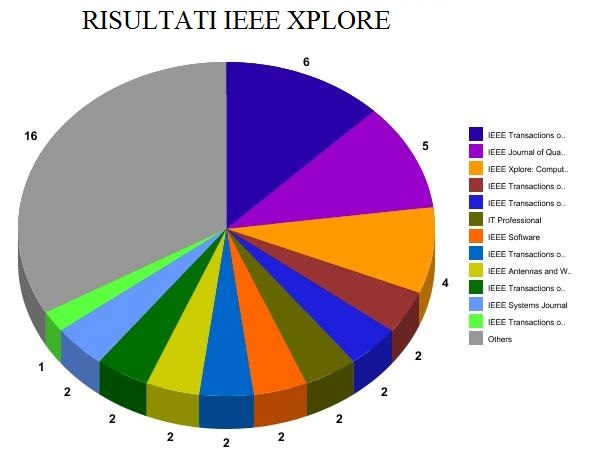 RISULTATI IEEE XPLORE
6
16
5
4
2
2
2
2
2
2
2
2
1
IEEE Transactions o..
IEEE Journal of Qua..
IEEE Xplore: Comput..
IEEE Transactions o..
IEEE Transactions o..
IT Professional
IEEE Software
IEEE Transactions o..
IEEE Antennas and W..
IEEE Transactions o..
IEEE Systems Journal
IEEE Transactions o..
Others